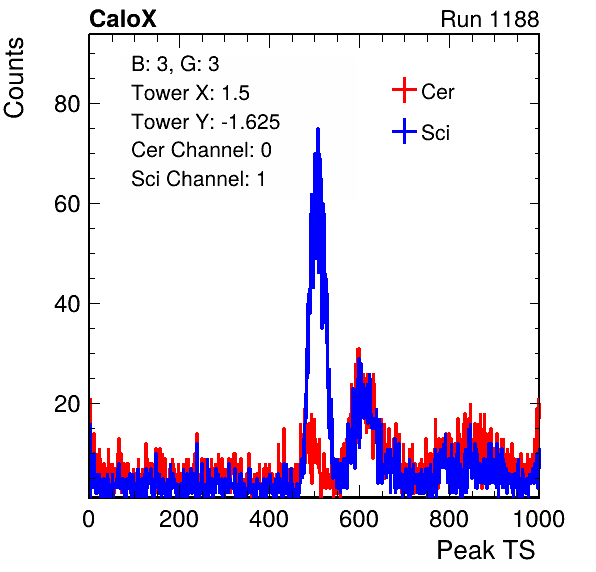 CaloX Run 1188
Counts
B: 3, G: 3
Tower X: 1.5
Tower Y: -1.625
Cer Channel: 0
Sci Channel: 1
Cer
Sci
80
60
40
20
0 200 400 600 800 1000
Peak TS